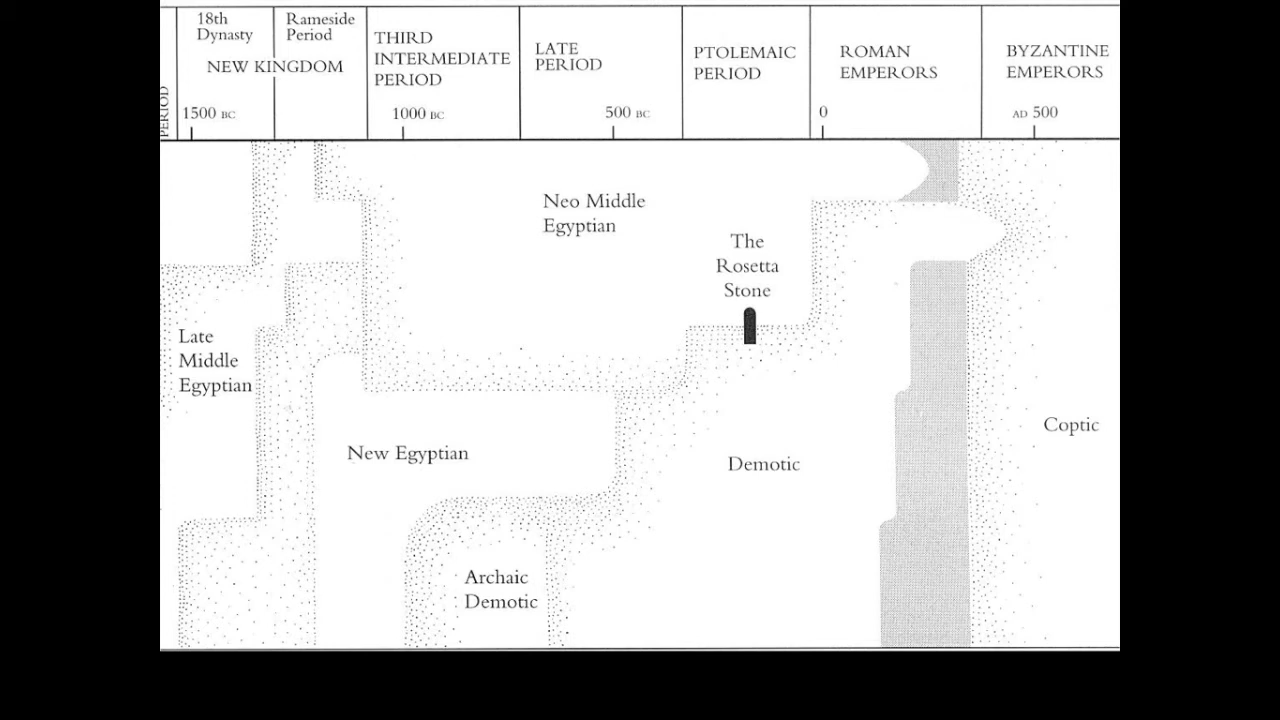 18th
Dynasty
Rameside
Period
NEW KINGDOM
THIRD
INTERMEDIATE
PERIOD
LATE
PERIOD
PTOLEMAIC
PERIOD
ROMAN
EMPERORS
BYZANTINE
EMPERORS
PERIOD
1500 BC
1000 BC
500 BC
0
AD 500
Neo Middle
Egyptian
The
Rosetta
Stone
Late
Middle
Egyptian
New Egyptian
Demotic
Coptic
Archaic
Demotic